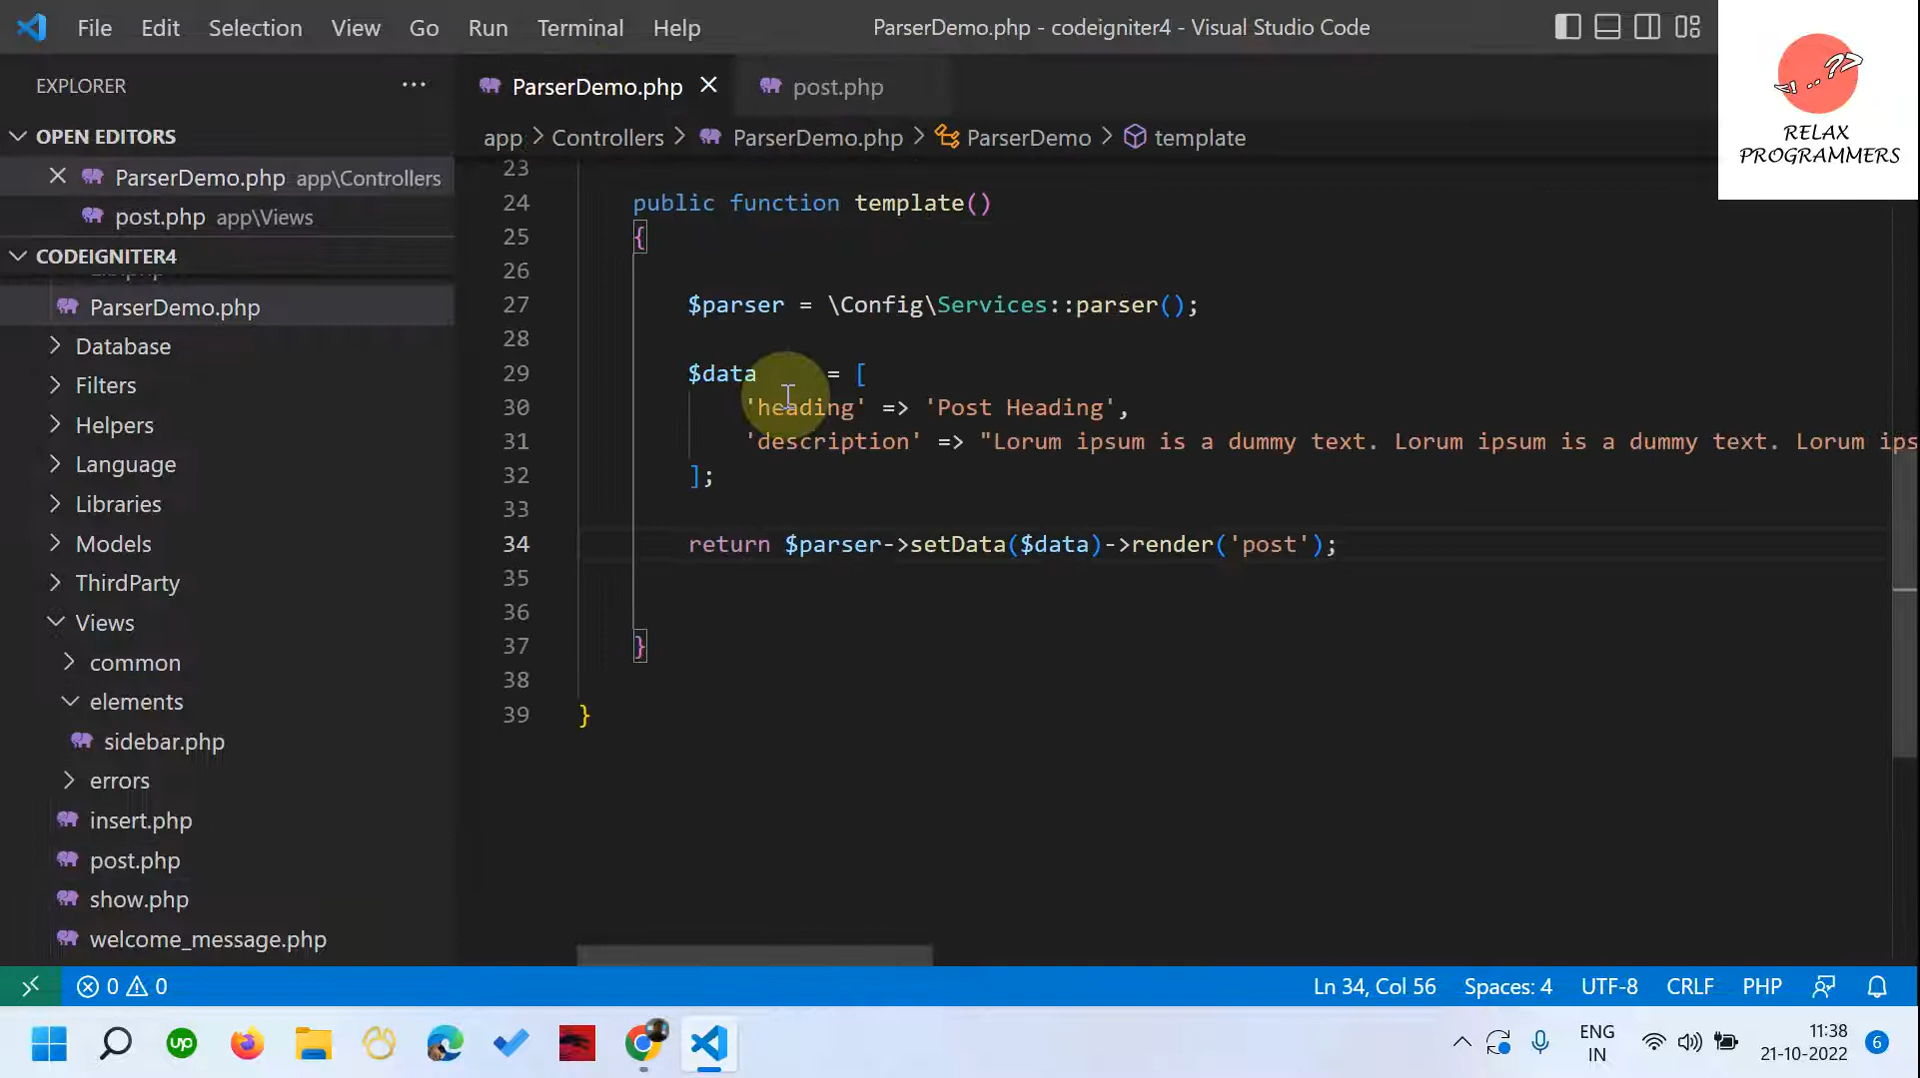 File Edit Selection View Go Run Terminal Help
ParserDemo.php - codeigniter4 - Visual Studio Code
<!..??>
RELAX
PROGRAMMERS
EXPLORER
OPEN EDITORS
ParserDemo.php app\Controllers
post.php app\Views
CODEIGNITER4
ParserDemo.php
Database
Filters
Helpers
Language
Libraries
Models
ThirdParty
Views
common
elements
sidebar.php
errors
insert.php
post.php
show.php
welcome_message.php
ParserDemo.php
post.php
app > Controllers > ParserDemo.php > ParserDemo > template
23
24 public function template()
25 {
26
27 $parser = \Config\Services::parser();
28
29 $data = [
30 'heading' => 'Post Heading',
31 'description' => "Lorum ipsum is a dummy text. Lorum ipsum is a dummy text. Lorum ips
32 ];
33
34 return $parser->setData($data)->render('post');
35
36
37 }
38
39 }
0 0
Ln 34, Col 56 Spaces: 4 UTF-8 CRLF PHP
up
ENG
IN
11:38
21-10-2022
6